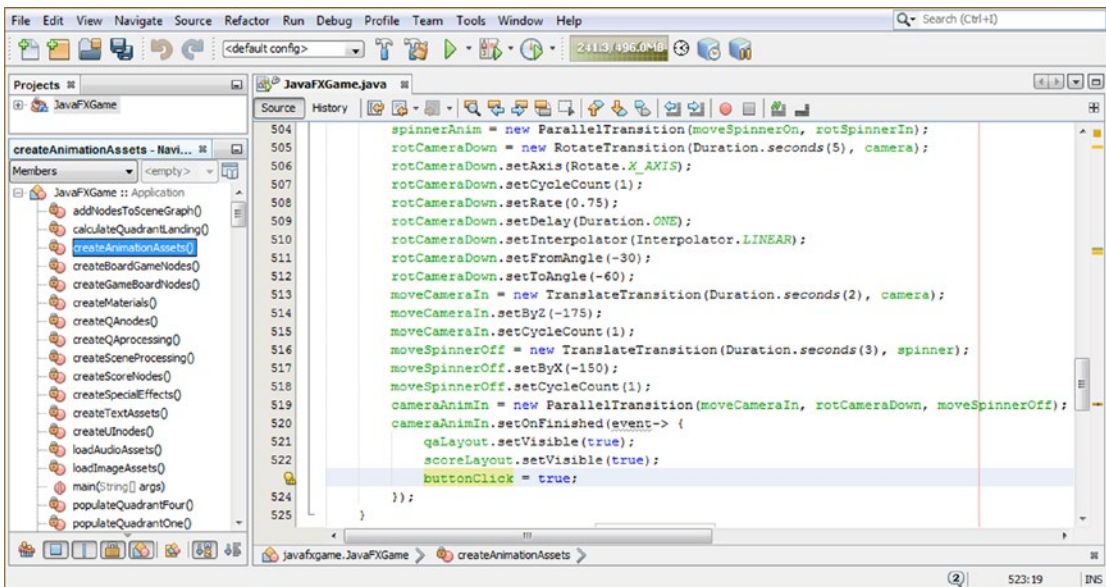 File Edit View Navigate Source Refactor Run Debug Profile Team Tools Window Help
Search (Ctrl+I)
<default config>
241.3/496.0MB
Projects
JavaFXGame
createAnimationAssets - Navi...
Members
<empty>
JavaFXGame :: Application
addNodesToSceneGraph()
calculateQuadrantLanding()
createAnimationAssets()
createBoardGameNodes()
createGameBoardNodes()
createMaterials()
createQAnodes()
createQAprocessing()
createSceneProcessing()
createScoreNodes()
createSpecialEffects()
createTextAssets()
createUInodes()
loadAudioAssets()
loadImageAssets()
main(String[] args)
populateQuadrantFour()
populateQuadrantOne()
JavaFXGame.java
Source History
504 spinnerAnim = new ParallelTransition(moveSpinnerOn, rotSpinnerIn);
505 rotCameraDown = new RotateTransition(Duration.seconds(5), camera);
506 rotCameraDown.setAxis(Rotate.X_AXIS);
507 rotCameraDown.setCycleCount(1);
508 rotCameraDown.setRate(0.75);
509 rotCameraDown.setDelay(Duration.ONE);
510 rotCameraDown.setInterpolator(Interpolator.LINEAR);
511 rotCameraDown.setFromAngle(-30);
512 rotCameraDown.setToAngle(-60);
513 moveCameraIn = new TranslateTransition(Duration.seconds(2), camera);
514 moveCameraIn.setByZ(-175);
515 moveCameraIn.setCycleCount(1);
516 moveSpinnerOff = new TranslateTransition(Duration.seconds(3), spinner);
517 moveSpinnerOff.setByX(-150);
518 moveSpinnerOff.setCycleCount(1);
519 cameraAnimIn = new ParallelTransition(moveCameraIn, rotCameraDown, moveSpinnerOff);
520 cameraAnimIn.setOnFinished(event-> {
521 qaLayout.setVisible(true);
522 scoreLayout.setVisible(true);
buttonClick = true;
524 });
525 }
javafxgame.JavaFXGame
createAnimationAssets
2
523:19
INS